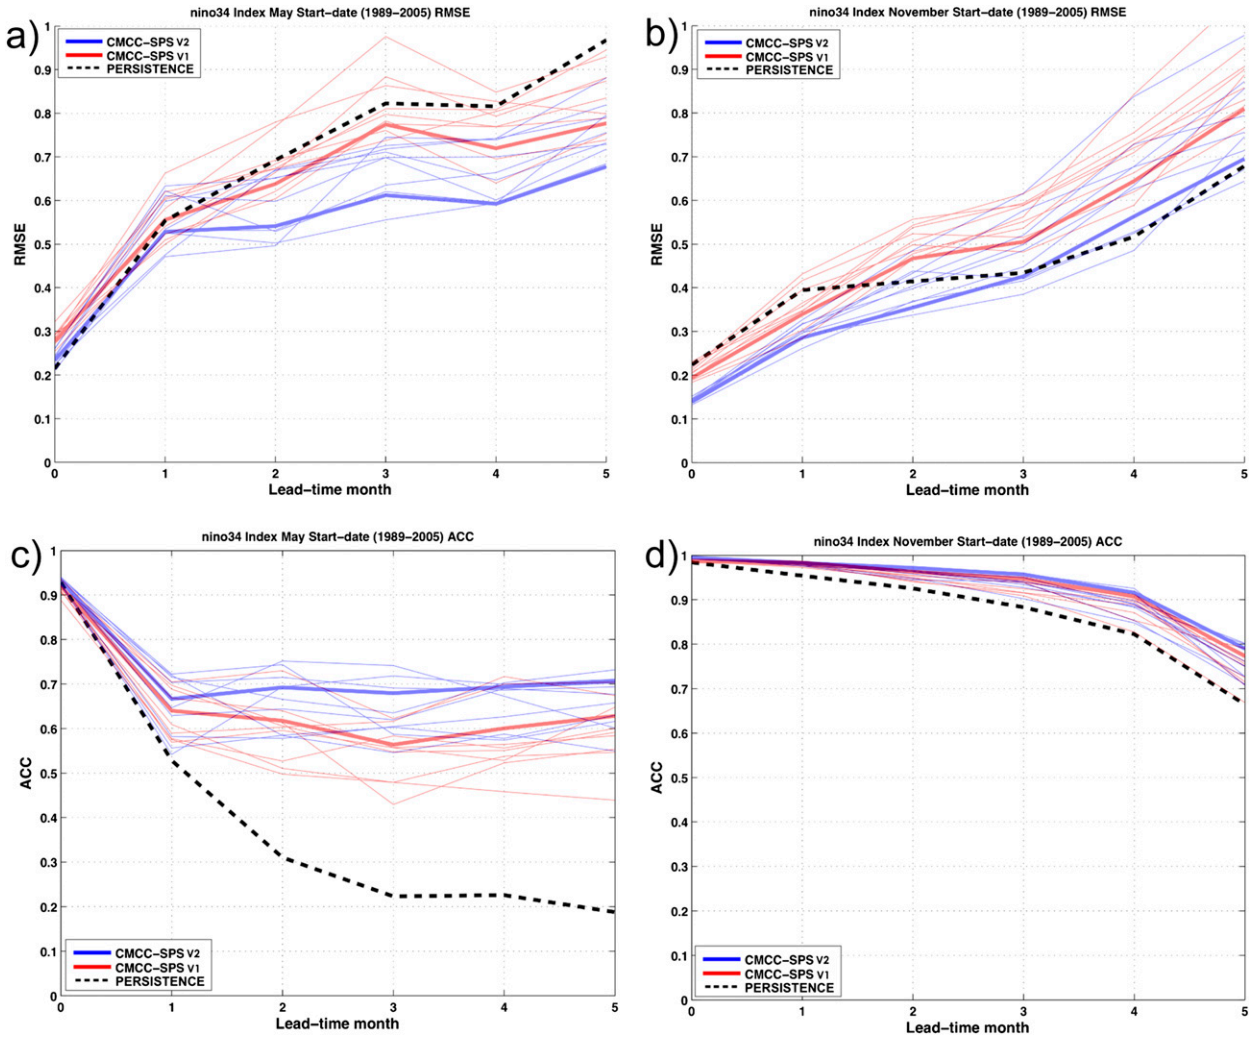 a)
nino34 Index May Start-date (1989-2005) RMSE
1
0.9
0.8
0.7
0.6
0.5
0.4
0.3
0.2
0.1
0
RMSE
CMCC-SPS V2
CMCC-SPS V1
PERSISTENCE
0 1 2 3 4 5
Lead-time month
b)
nino34 Index November Start-date (1989-2005) RMSE
1
0.9
0.8
0.7
0.6
0.5
0.4
0.3
0.2
0.1
0
RMSE
CMCC-SPS V2
CMCC-SPS V1
PERSISTENCE
0 1 2 3 4 5
Lead-time month
c)
nino34 Index May Start-date (1989-2005) ACC
1
0.9
0.8
0.7
0.6
0.5
0.4
0.3
0.2
0.1
0
ACC
CMCC-SPS V2
CMCC-SPS V1
PERSISTENCE
0 1 2 3 4 5
Lead-time month
d)
nino34 Index November Start-date (1989-2005) ACC
1
0.9
0.8
0.7
0.6
0.5
0.4
0.3
0.2
0.1
0
ACC
CMCC-SPS V2
CMCC-SPS V1
PERSISTENCE
0 1 2 3 4 5
Lead-time month